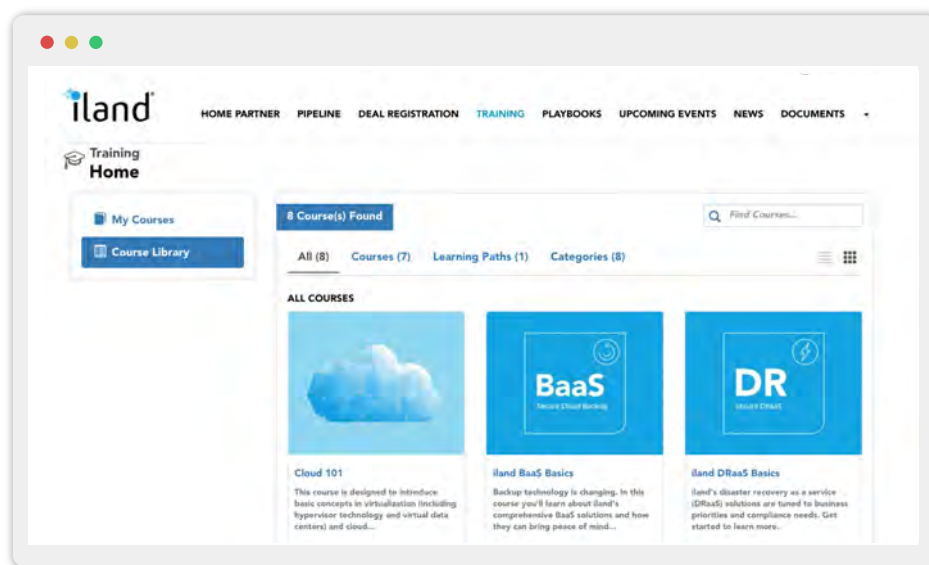 iland
HOME PARTNER PIPELINE DEAL REGISTRATION TRAINING PLAYBOOKS UPCOMING EVENTS NEWS DOCUMENTS
Training
Home
My Courses
Course Library
8 Course(s) Found
Find Courses...
All (8) Courses (7) Learning Paths (1) Categories (8)
ALL COURSES
BaaS
Secure Cloud Backup
DR
Secure DRaaS
Cloud 101
This course is designed to introduce
basic concepts in virtualization (including
hypervisor technology and virtual data
centers) and cloud...
iland BaaS Basics
Backup technology is changing. In this
course you'll learn about iland's
comprehensive BaaS solutions and how
they can bring peace of mind...
iland DRaaS Basics
iland's disaster recovery as a service
(DRaaS) solutions are tuned to business
priorities and compliance needs. Get
started to learn more.